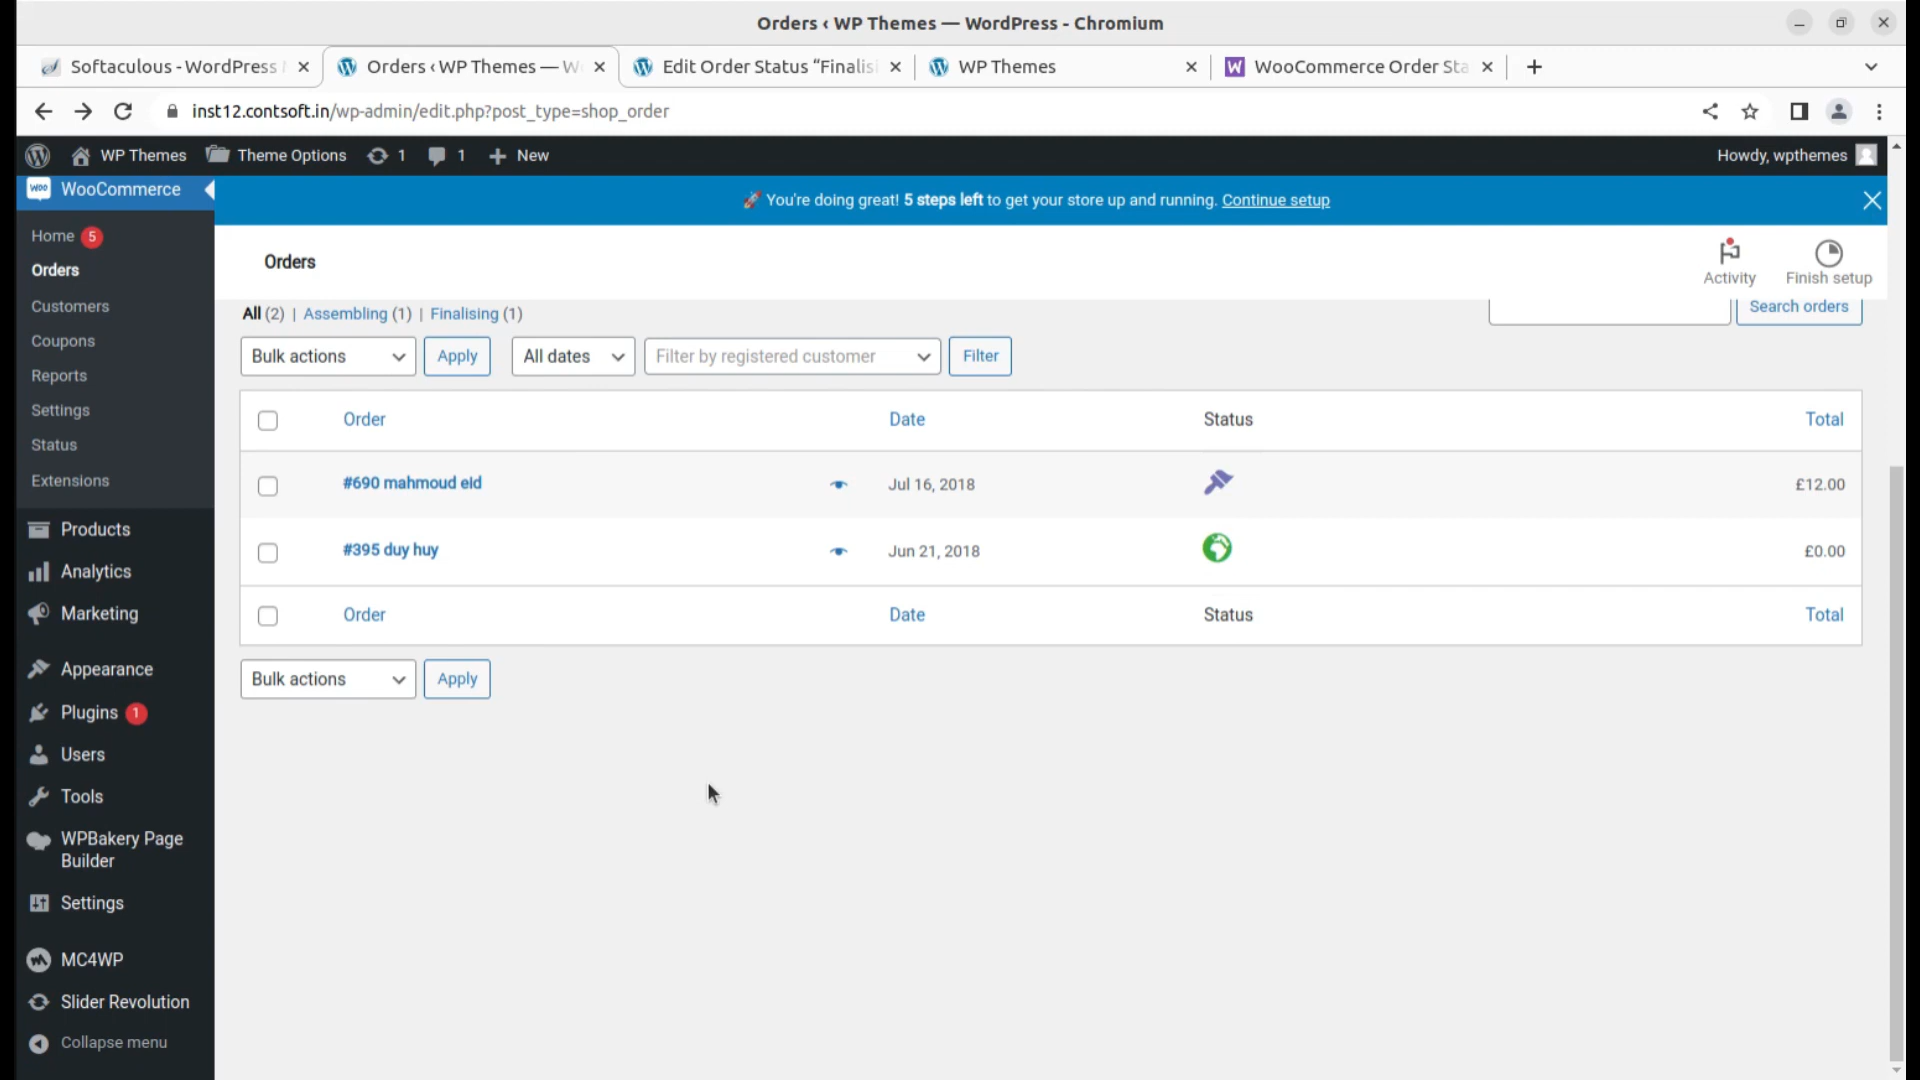 Orders ‹ WP Themes — WordPress - Chromium
Softaculous - WordPress
Orders ‹ WP Themes — W
Edit Order Status “Finalisi
WP Themes
WooCommerce Order Sta
inst12.contsoft.in/wp-admin/edit.php?post_type=shop_order
WP Themes
Theme Options
1
1
New
Howdy, wpthemes
WooCommerce
🚀 You're doing great! 5 steps left to get your store up and running. Continue setup
Home 5
Orders
Customers
Coupons
Reports
Settings
Status
Extensions
Products
Analytics
Marketing
Appearance
Plugins 1
Users
Tools
WPBakery Page
Builder
Settings
MC4WP
Slider Revolution
Collapse menu
Orders
Activity
Finish setup
All (2) | Assembling (1) | Finalising (1)
Search orders
Bulk actions
Apply
All dates
Filter by registered customer
Filter
Order Date Status Total
#690 mahmoud eid Jul 16, 2018 £12.00
#395 duy huy Jun 21, 2018 £0.00
Order Date Status Total
Bulk actions
Apply